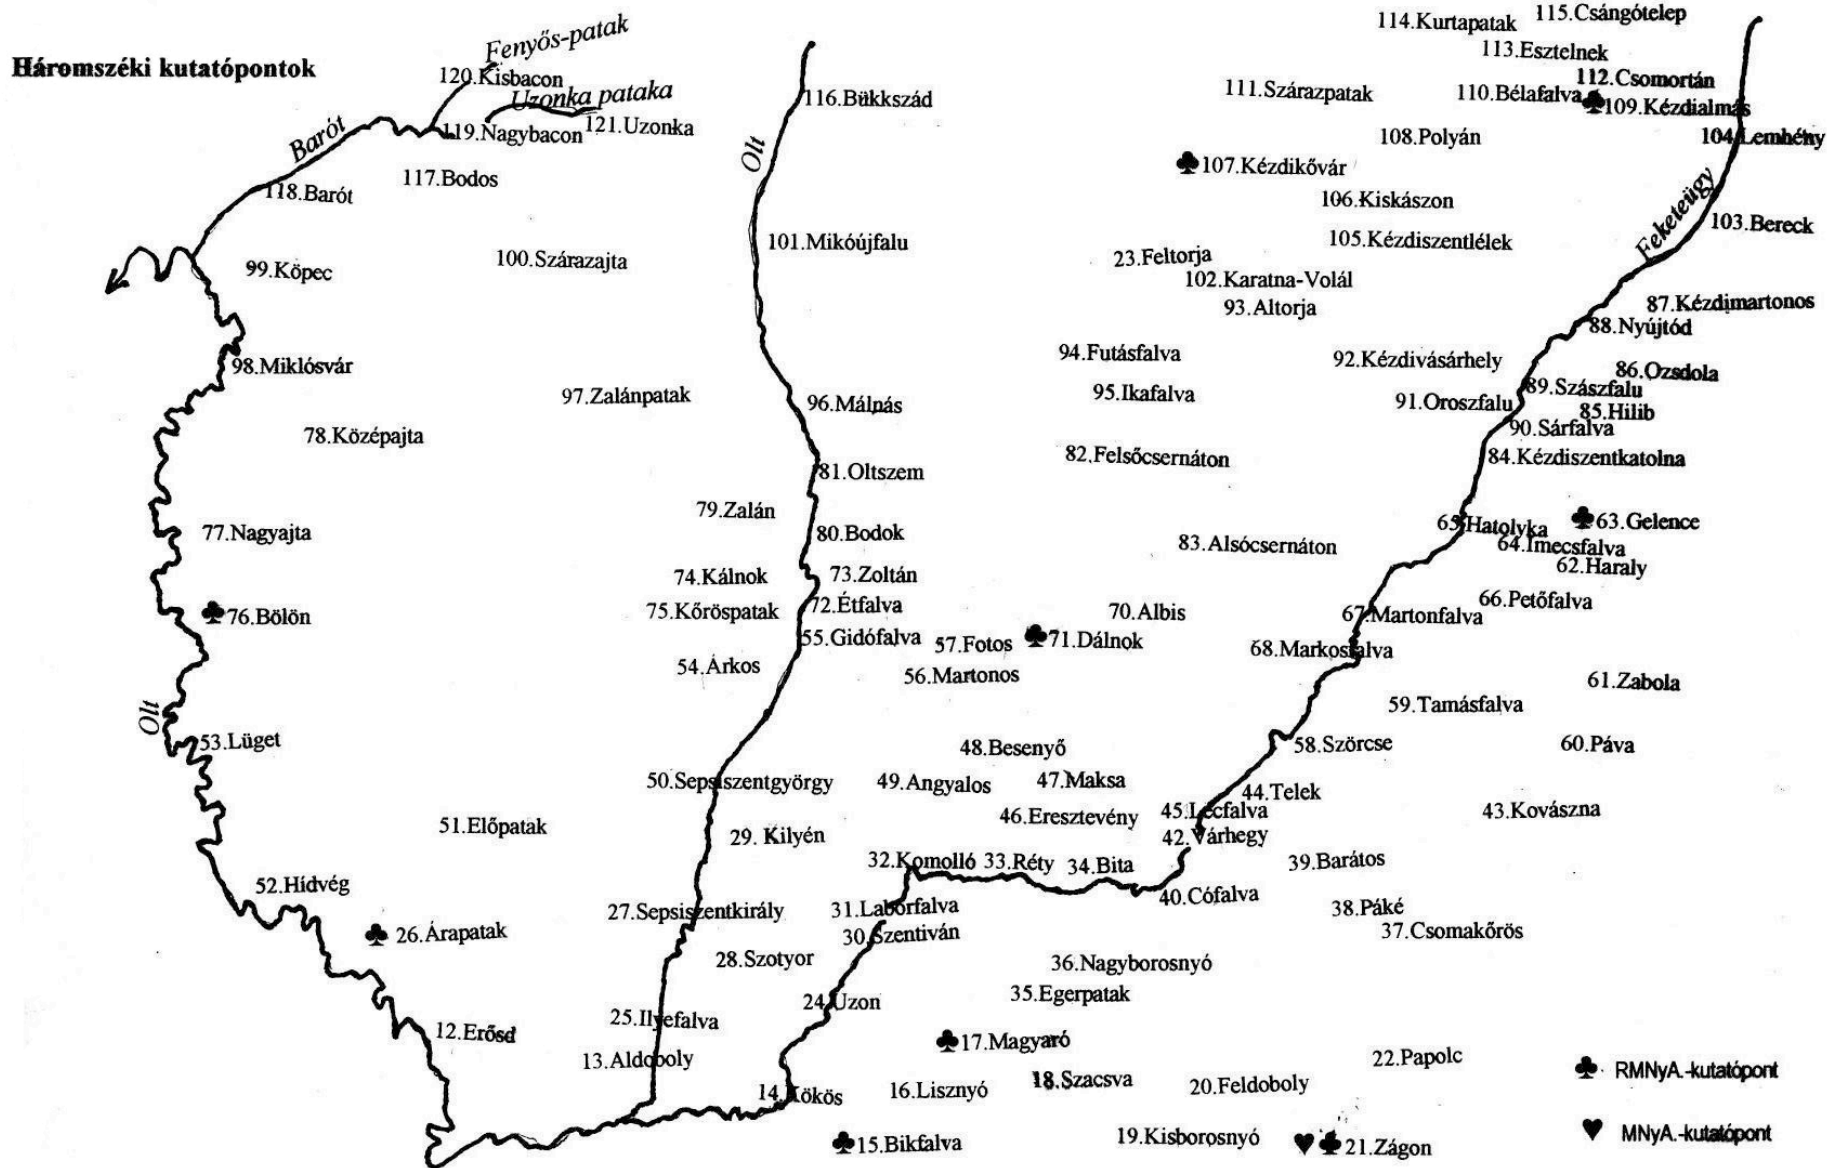 Háromszéki kutatópontok
Fenyős-patak
120.Kisbacon
Uzonka pataka
Barót
119.Nagybacon
121.Uzonka
118.Barót
117.Bodos
116.Bükkszád
Olt
114.Kurtapatak
115.Csángótelep
113.Esztelnek
112.Csomortán
111.Szárazpatak
110.Bélafalva
109.Kézdialmás
108.Polyán
104.Lemhény
107.Kézdikővár
106.Kiskászon
Feketeügy
103.Bereck
105.Kézdiszentlélek
101.Mikóújfalu
100.Szárazajta
99.Köpec
23.Feltorja
102.Karatna-Volál
93.Altorja
87.Kézdimartonos
88.Nyújtód
98.Miklósvár
94.Futásfalva
92.Kézdivásárhely
86.Ozsdola
97.Zalánpatak
96.Málnás
95.Ikafalva
91.Oroszfalu
89.Szászfalu
85.Hilib
90.Sárfalva
78.Középajta
82.Felsőcsernáton
84.Kézdiszentkatolna
81.Oltszem
79.Zalán
77.Nagyajta
80.Bodok
83.Alsócsernáton
65.Hatolyka
63.Gelence
64.Imecsfalva
62.Haraly
74.Kálnok
73.Zoltán
76.Bölön
75.Kőröspatak
72.Étfalva
70.Albis
67.Martonfalva
66.Petőfalva
55.Gidófalva
57.Fotos
71.Dálnok
68.Markosfalva
54.Árkos
56.Martonos
61.Zabola
59.Tamásfalva
Olt
53.Lüget
48.Besenyő
58.Szörcse
60.Páva
50.Sepsiszentgyörgy
49.Angyalos
47.Maksa
44.Telek
51.Előpatak
29. Kilyén
46.Eresztevény
45.Lécfalva
43.Kovászna
42.Várhegy
32.Komolló
33.Réty
34.Bita
39.Barátos
52.Hídvég
40.Cófalva
27.Sepsiszentkirály
31.Laborfalva
38.Páké
26.Árapatak
30.Szentiván
37.Csomakőrös
28.Szotyor
36.Nagyborosnyó
24.Uzon
35.Egerpatak
25.Ilyefalva
12.Erősd
17.Magyaró
13.Aldoboly
22.Papolc
14.Kökös
16.Lisznyó
18.Szacsva
20.Feldoboly
RMNyA.-kutatópont
15.Bikfalva
19.Kisborosnyó
21.Zágon
MNyA.-kutatópont